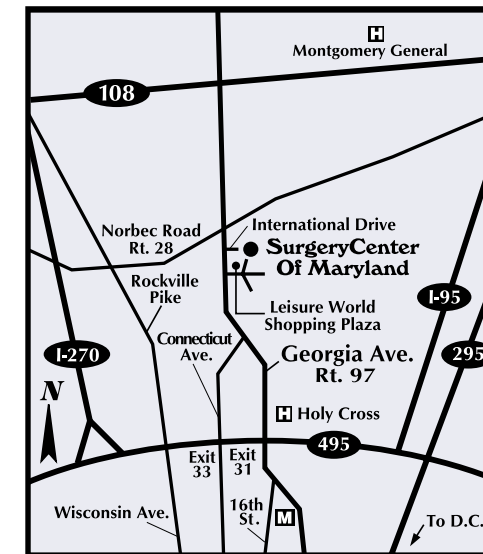 H
Montgomery General
108
Norbec Road
Rt. 28
International Drive
SurgeryCenter
Of Maryland
Rockville
Pike
I-95
Leisure World
Shopping Plaza
Connecticut
Ave.
I-270
Georgia Ave.
Rt. 97
295
N
H Holy Cross
495
Exit
33
Exit
31
Wisconsin Ave.
16th
St.
M
To D.C.